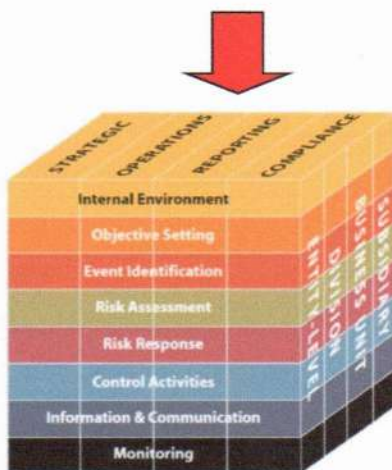 STRATEGIC
OPERATIONS
REPORTING
COMPLIANCE
Internal Environment
Objective Setting
Event Identification
Risk Assessment
Risk Response
Control Activities
Information & Communication
Monitoring
ENTITY-LEVEL
DIVISION
BUSINESS UNIT
SUBSIDIARY